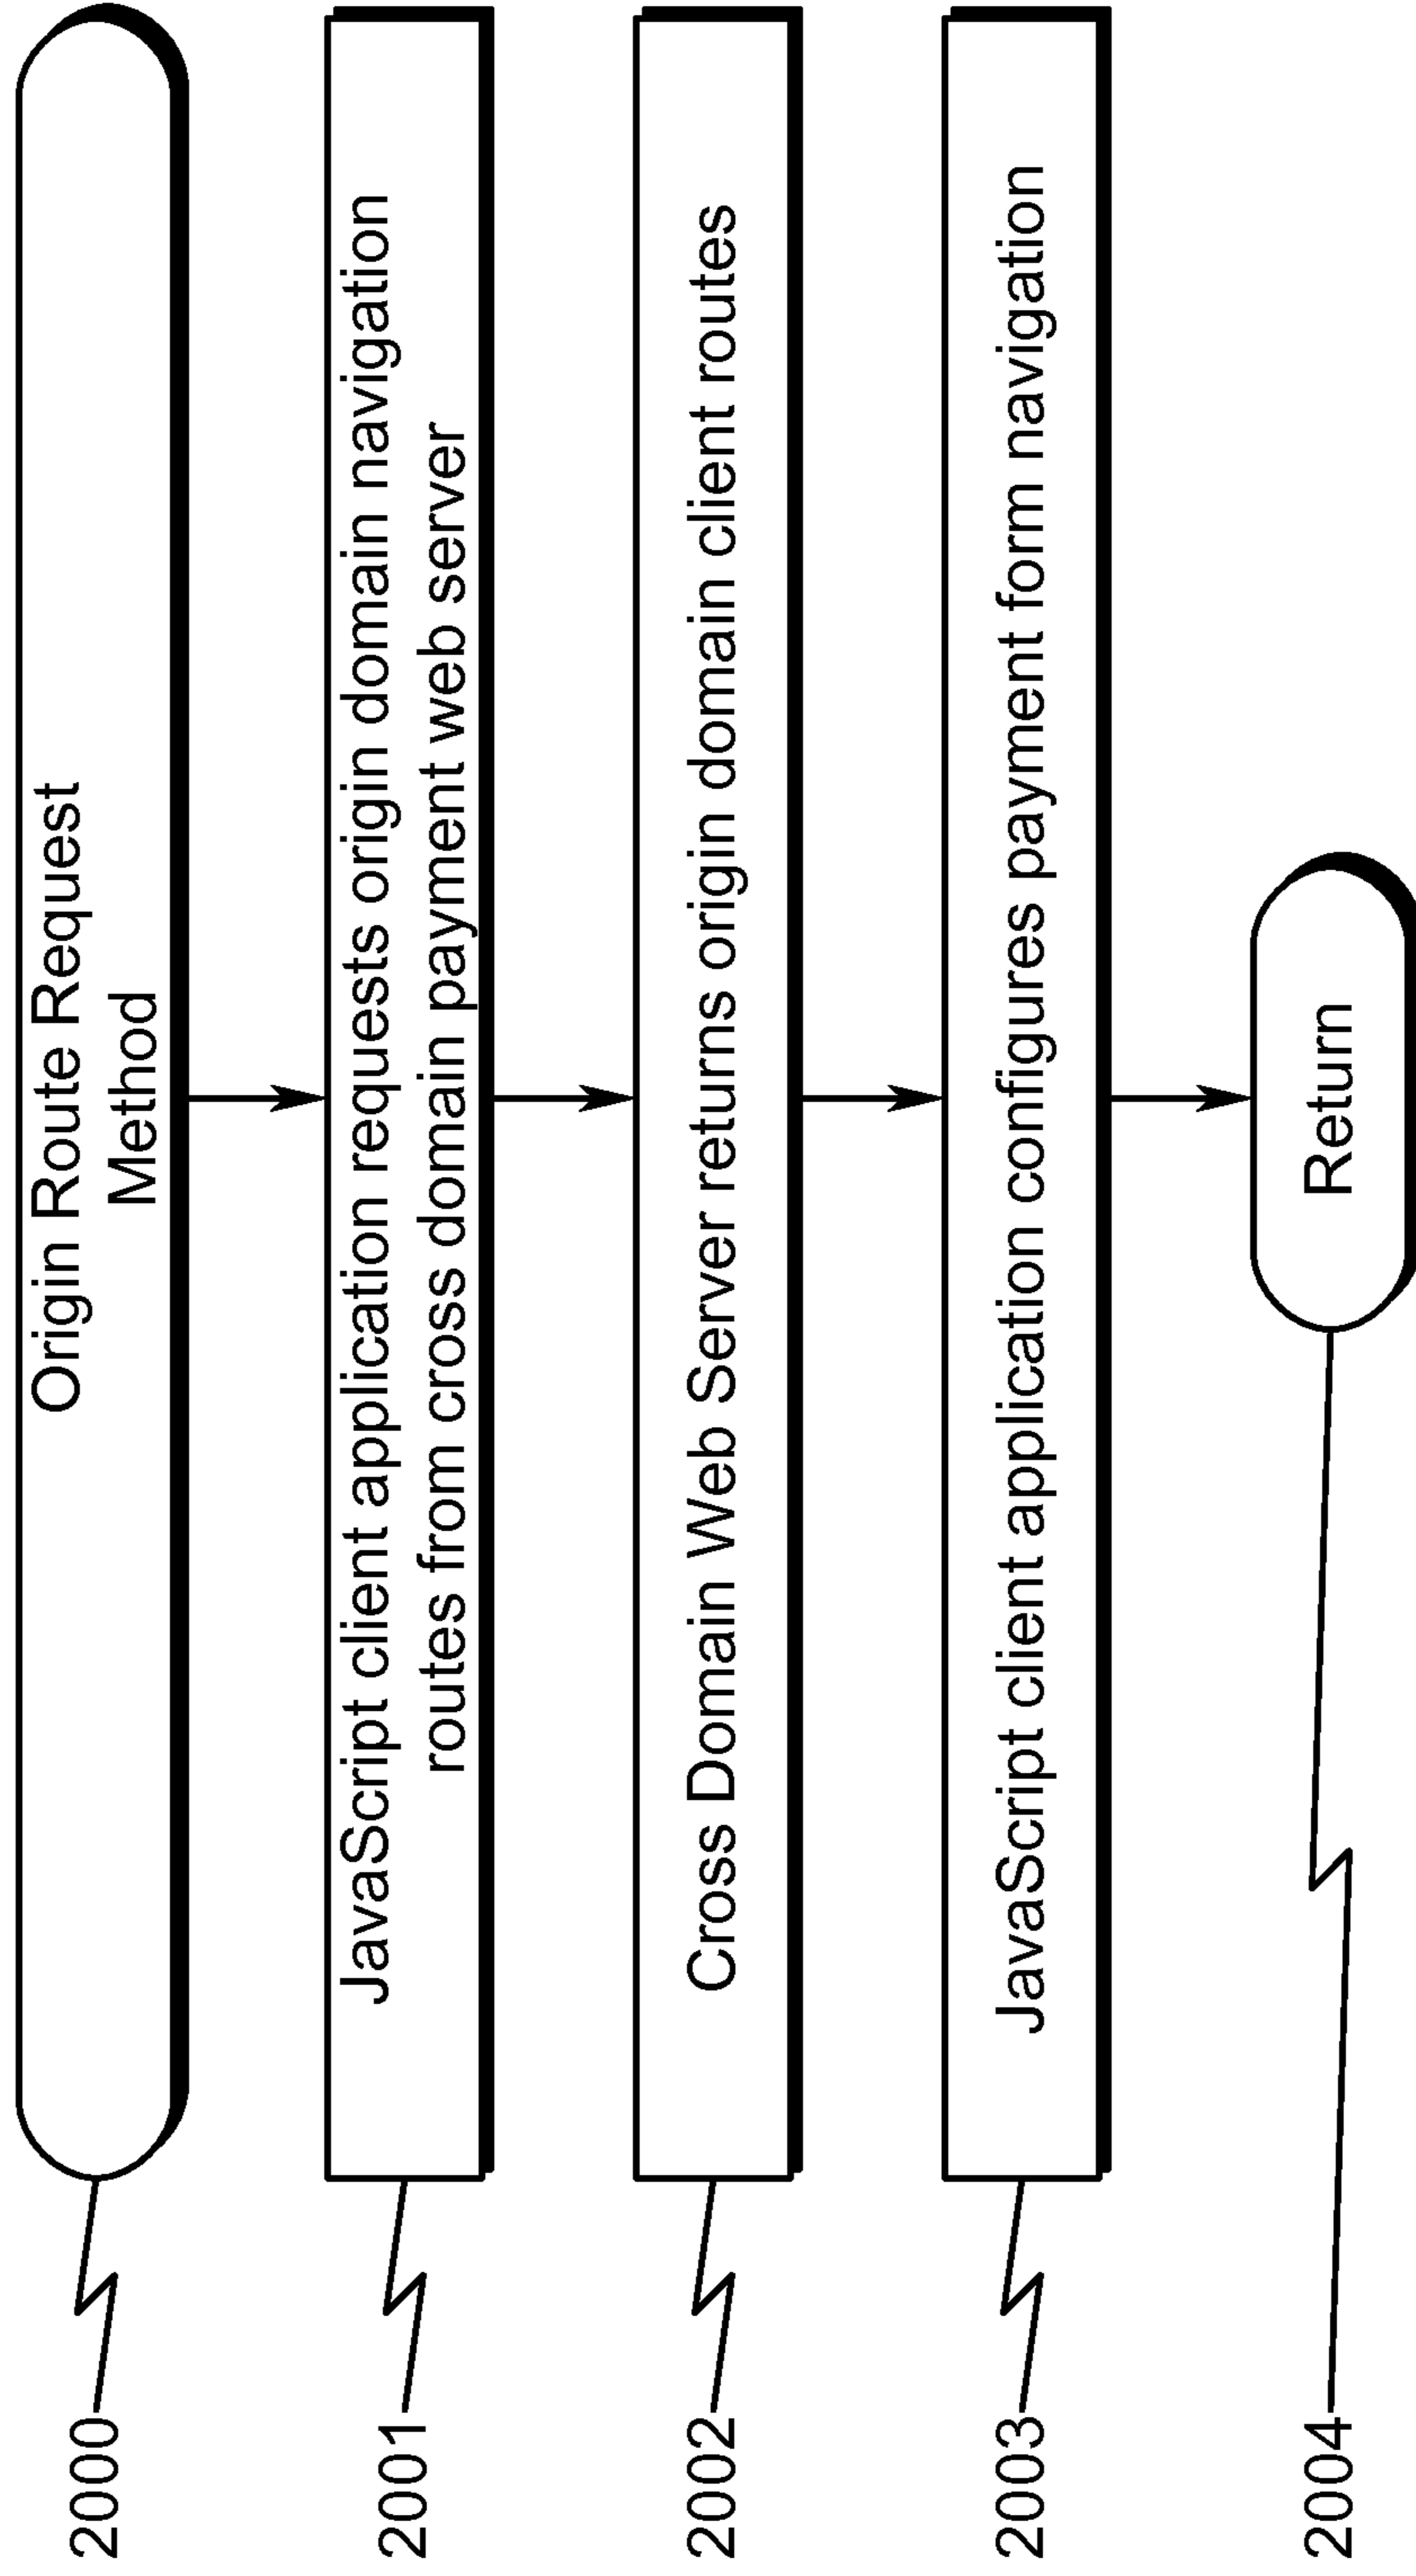 2000
Origin Route Request
Method
2001
JavaScript client application requests origin domain navigation
routes from cross domain payment web server
2002
Cross Domain Web Server returns origin domain client routes
2003
JavaScript client application configures payment form navigation
2004
Return